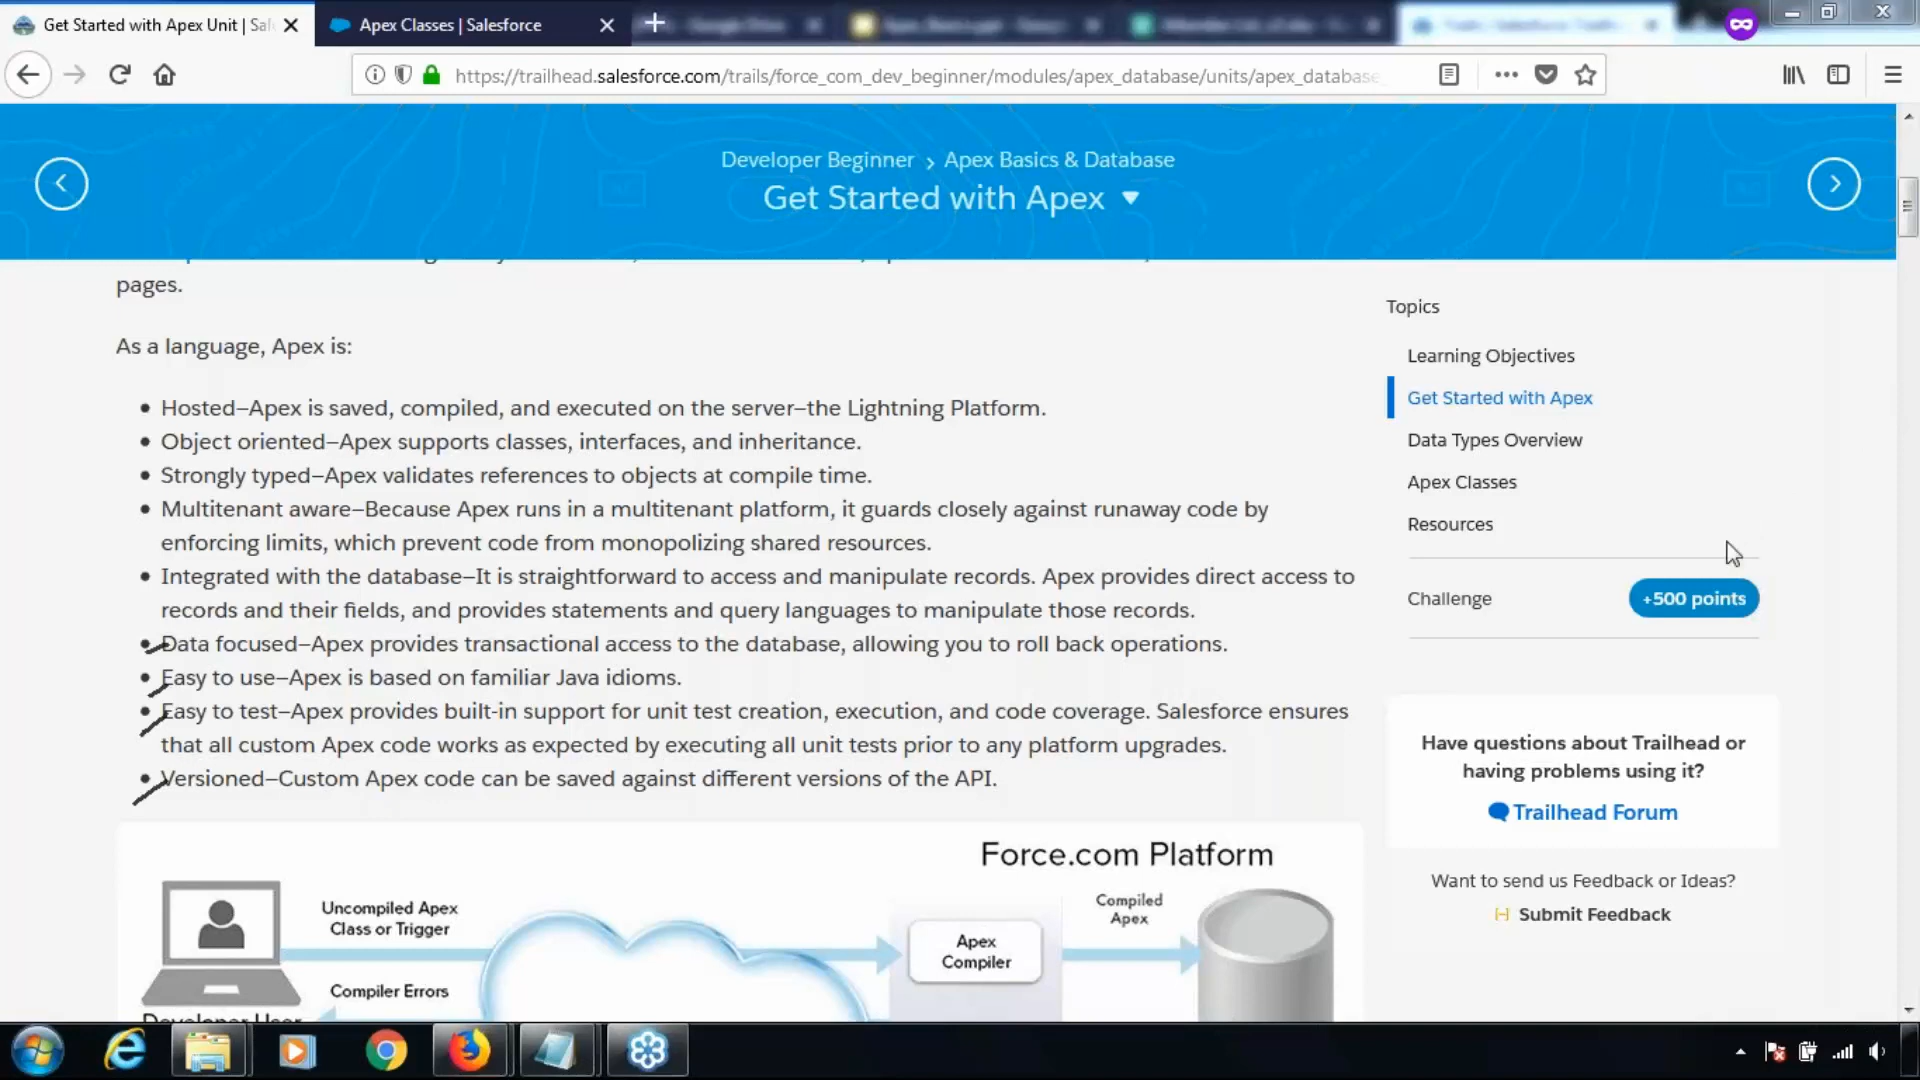 Get Started with Apex Unit | Sal
Apex Classes | Salesforce
https://trailhead.salesforce.com/trails/force_com_dev_beginner/modules/apex_database/units/apex_database_
Developer Beginner > Apex Basics & Database
Get Started with Apex
pages.
As a language, Apex is:
• Hosted—Apex is saved, compiled, and executed on the server—the Lightning Platform.
• Object oriented—Apex supports classes, interfaces, and inheritance.
• Strongly typed—Apex validates references to objects at compile time.
• Multitenant aware—Because Apex runs in a multitenant platform, it guards closely against runaway code by
enforcing limits, which prevent code from monopolizing shared resources.
• Integrated with the database—It is straightforward to access and manipulate records. Apex provides direct access to
records and their fields, and provides statements and query languages to manipulate those records.
• Data focused—Apex provides transactional access to the database, allowing you to roll back operations.
• Easy to use—Apex is based on familiar Java idioms.
• Easy to test—Apex provides built-in support for unit test creation, execution, and code coverage. Salesforce ensures
that all custom Apex code works as expected by executing all unit tests prior to any platform upgrades.
• Versioned—Custom Apex code can be saved against different versions of the API.
Force.com Platform
Uncompiled Apex
Class or Trigger
Compiler Errors
Developer User
Apex
Compiler
Compiled
Apex
Topics
Learning Objectives
Get Started with Apex
Data Types Overview
Apex Classes
Resources
Challenge
+500 points
Have questions about Trailhead or
having problems using it?
Trailhead Forum
Want to send us Feedback or Ideas?
Submit Feedback